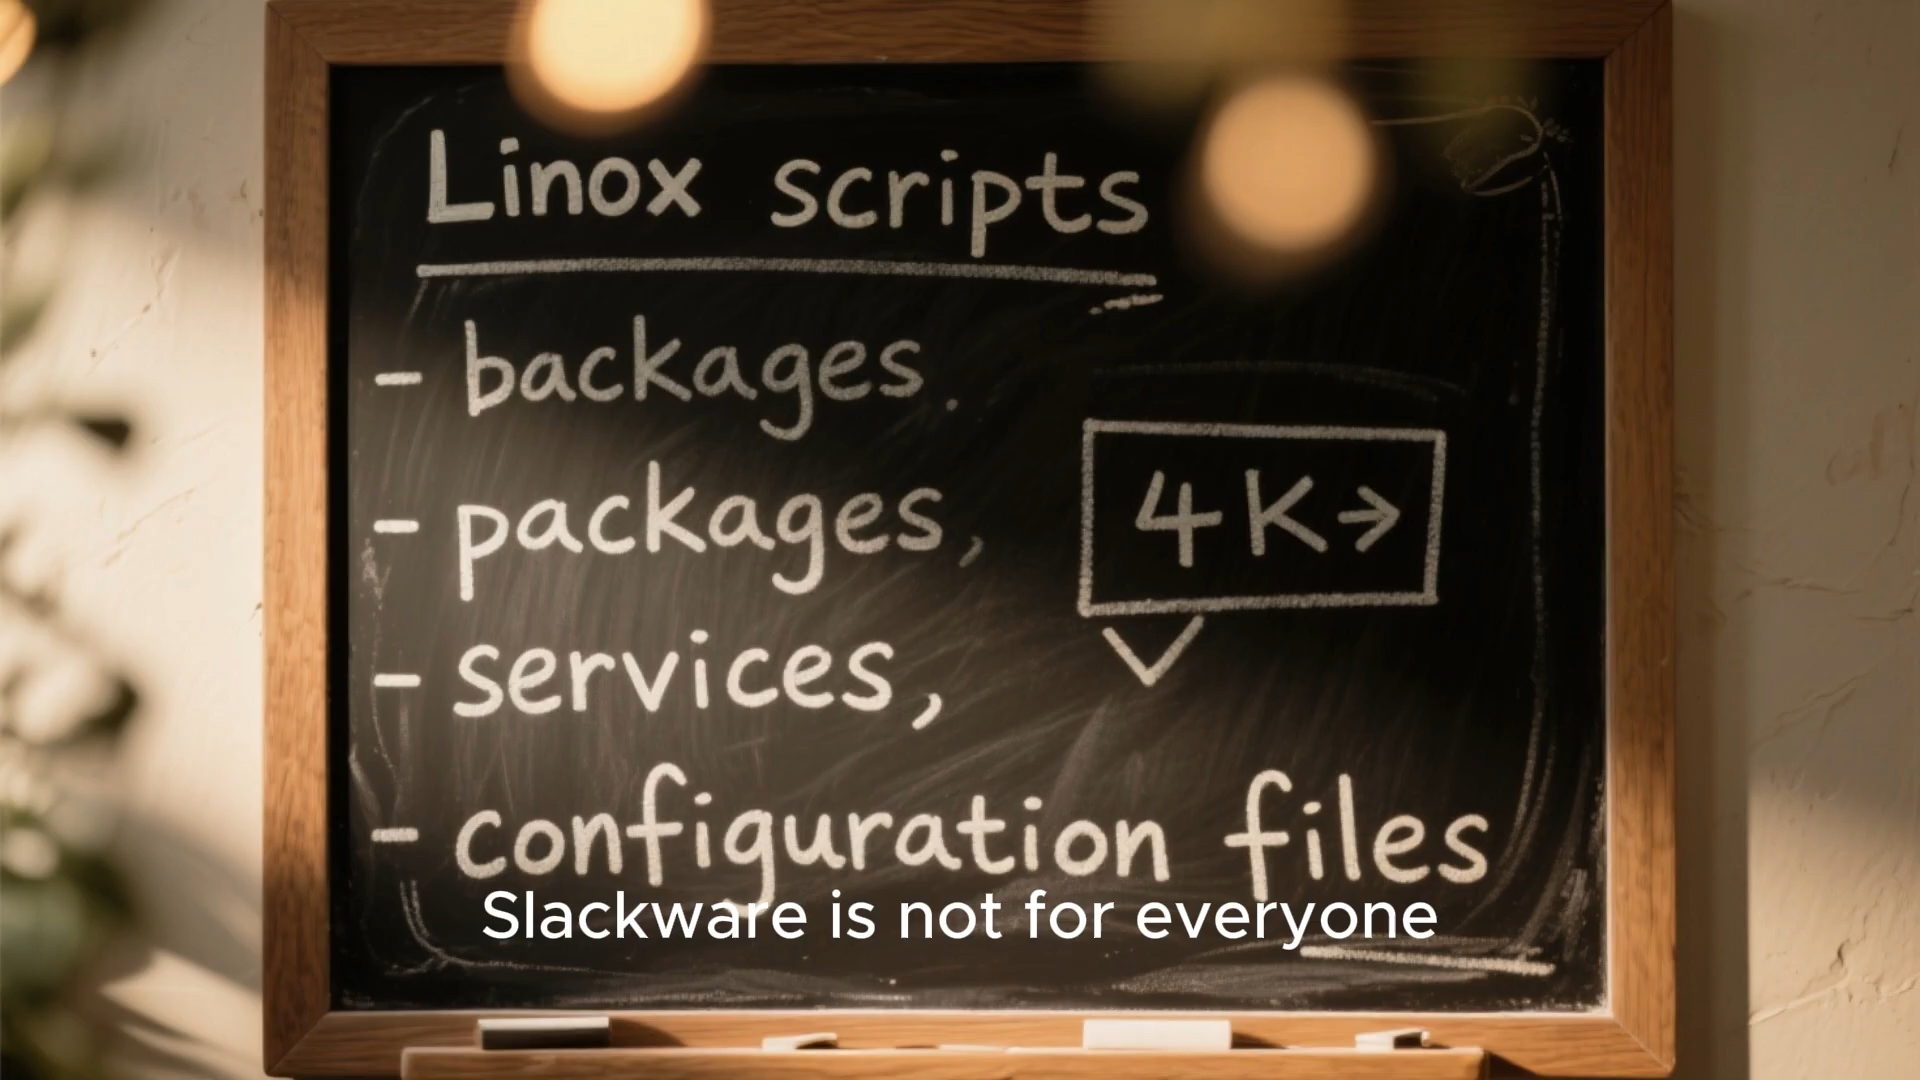 Linox scripts
- backages.
- packages,
4K→
- services,
- configuration files
Slackware is not for everyone